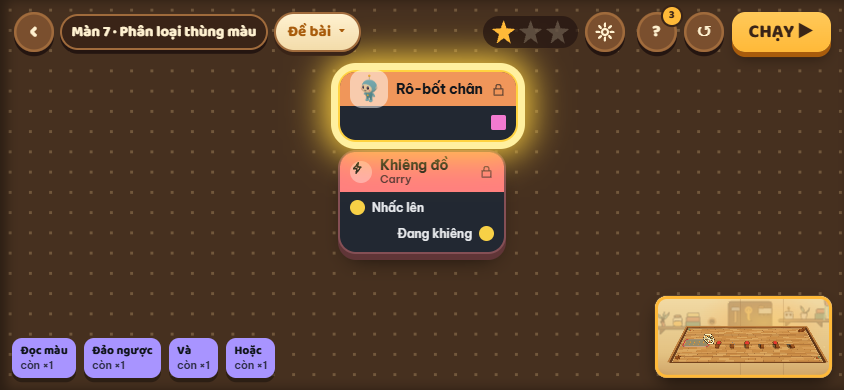 Màn 7 · Phân loại thùng màu
Đề bài
3
?
CHẠY
Rô-bốt chân
Khiêng đồ
Carry
Nhấc lên
Đang khiêng
Đọc màu
còn ×1
Đảo ngược
còn ×1
Và
còn ×1
Hoặc
còn ×1